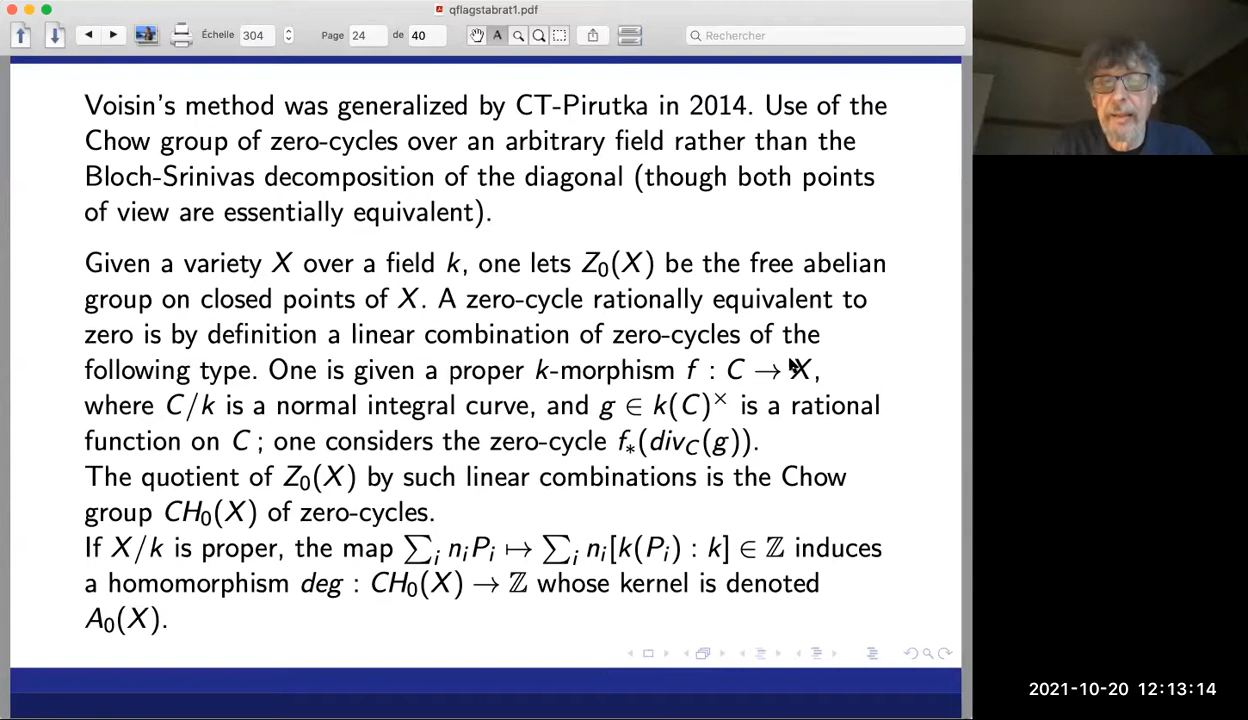 qflagstabrat1.pdf
Échelle 304 Page 24 de 40 Rechercher
Voisin's method was generalized by CT-Pirutka in 2014. Use of the
Chow group of zero-cycles over an arbitrary field rather than the
Bloch-Srinivas decomposition of the diagonal (though both points
of view are essentially equivalent).
Given a variety X over a field k, one lets Z₀(X) be the free abelian
group on closed points of X. A zero-cycle rationally equivalent to
zero is by definition a linear combination of zero-cycles of the
following type. One is given a proper k-morphism f : C → X,
where C/k is a normal integral curve, and g ∈ k(C)× is a rational
function on C ; one considers the zero-cycle f∗(div_C(g)).
The quotient of Z₀(X) by such linear combinations is the Chow
group CH₀(X) of zero-cycles.
If X/k is proper, the map ∑ᵢ nᵢPᵢ ↦ ∑ᵢ nᵢ[k(Pᵢ) : k] ∈ ℤ induces
a homomorphism deg : CH₀(X) → ℤ whose kernel is denoted
A₀(X).
2021-10-20 12:13:14